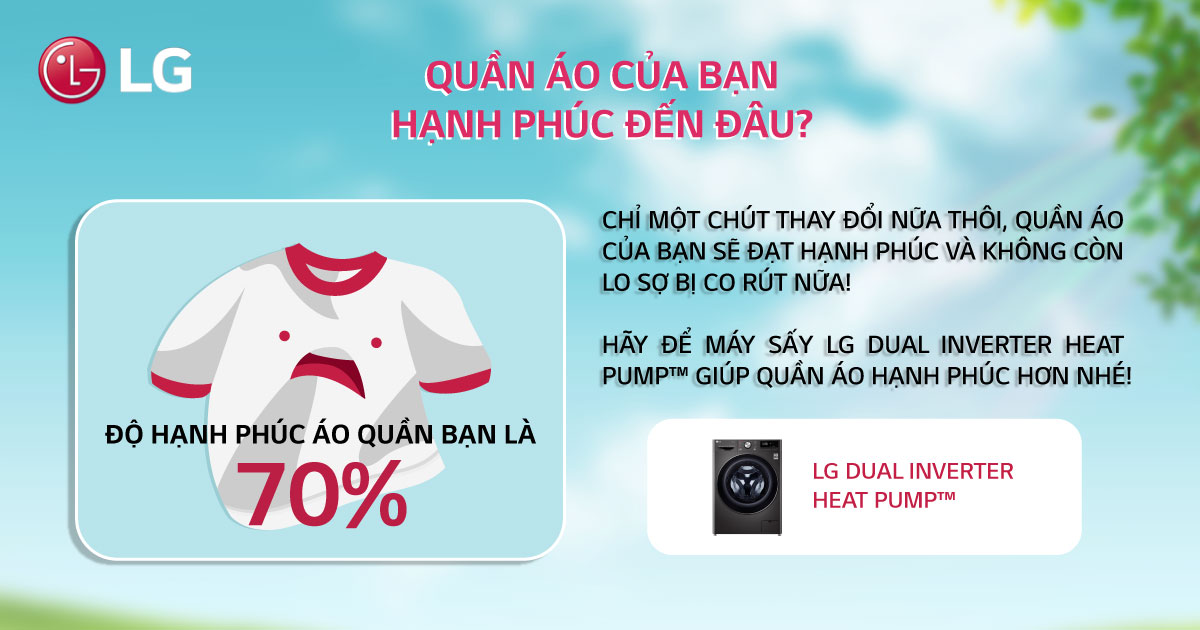 LG
QUẦN ÁO CỦA BẠN
HẠNH PHÚC ĐẾN ĐÂU?
CHỈ MỘT CHÚT THAY ĐỔI NỮA THÔI, QUẦN ÁO
CỦA BẠN SẼ ĐẠT HẠNH PHÚC VÀ KHÔNG CÒN
LO SỢ BỊ CO RÚT NỮA!
HÃY ĐỂ MÁY SẤY LG DUAL INVERTER HEAT
PUMP™ GIÚP QUẦN ÁO HẠNH PHÚC HƠN NHÉ!
ĐỘ HẠNH PHÚC ÁO QUẦN BẠN LÀ
70%
LG DUAL INVERTER
HEAT PUMP™